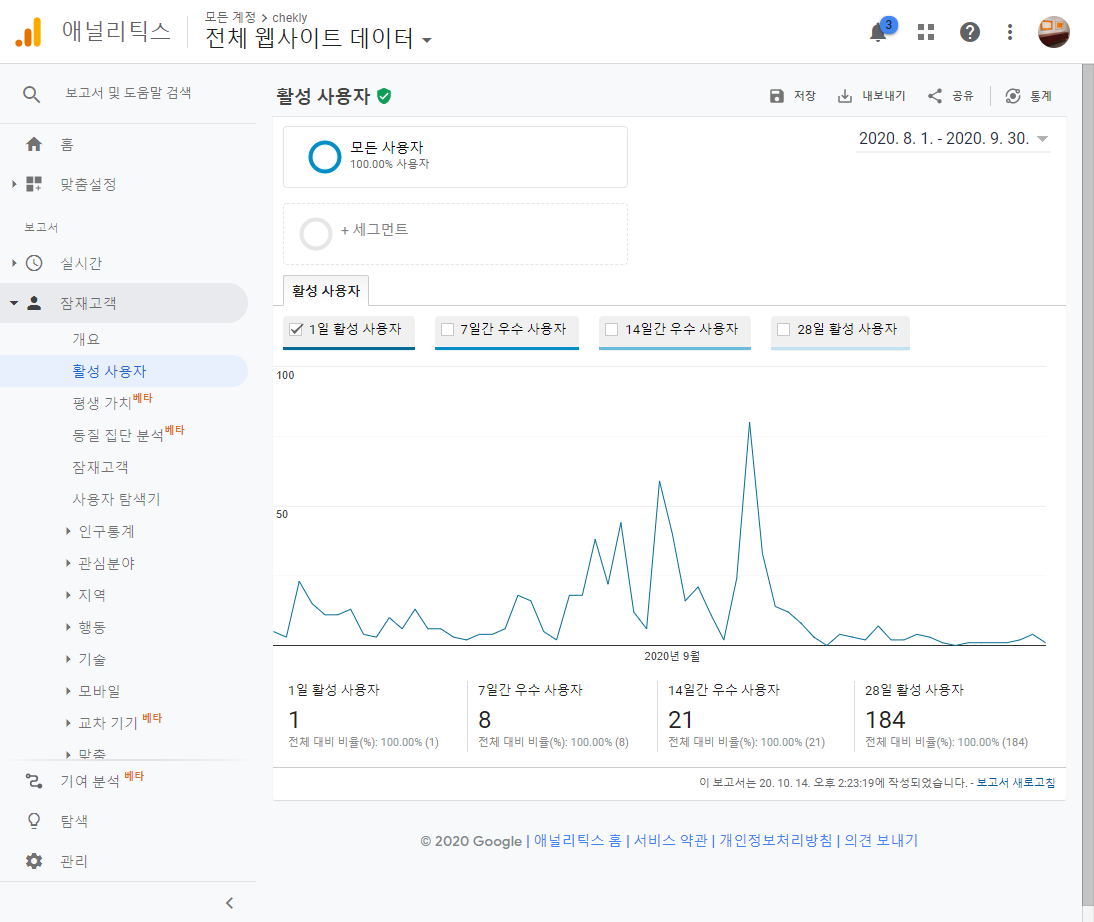 애널리틱스
모든 계정 > chekly
전체 웹사이트 데이터
3
보고서 및 도움말 검색
홈
맞춤설정
보고서
실시간
잠재고객
개요
활성 사용자
평생 가치베타
동질 집단 분석베타
잠재고객
사용자 탐색기
인구통계
관심분야
지역
행동
기술
모바일
교차 기기 베타
맞춤
기여 분석 베타
탐색
관리
활성 사용자
저장
내보내기
공유
통계
모든 사용자
100.00% 사용자
2020. 8. 1. - 2020. 9. 30.
+ 세그먼트
활성 사용자
1일 활성 사용자
7일간 우수 사용자
14일간 우수 사용자
28일 활성 사용자
100
50
2020년 9월
1일 활성 사용자
1
전체 대비 비율(%): 100.00% (1)
7일간 우수 사용자
8
전체 대비 비율(%): 100.00% (8)
14일간 우수 사용자
21
전체 대비 비율(%): 100.00% (21)
28일 활성 사용자
184
전체 대비 비율(%): 100.00% (184)
이 보고서는 20. 10. 14. 오후 2:23:19에 작성되었습니다. - 보고서 새로고침
© 2020 Google | 애널리틱스 홈 | 서비스 약관 | 개인정보처리방침 | 의견 보내기